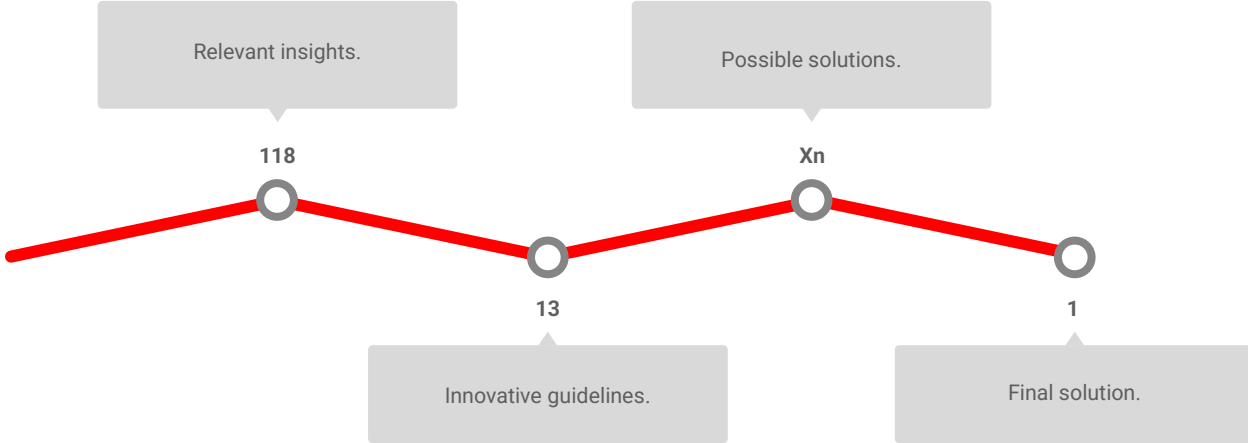 Relevant insights.
118
13
Innovative guidelines.
Possible solutions.
Xn
1
Final solution.